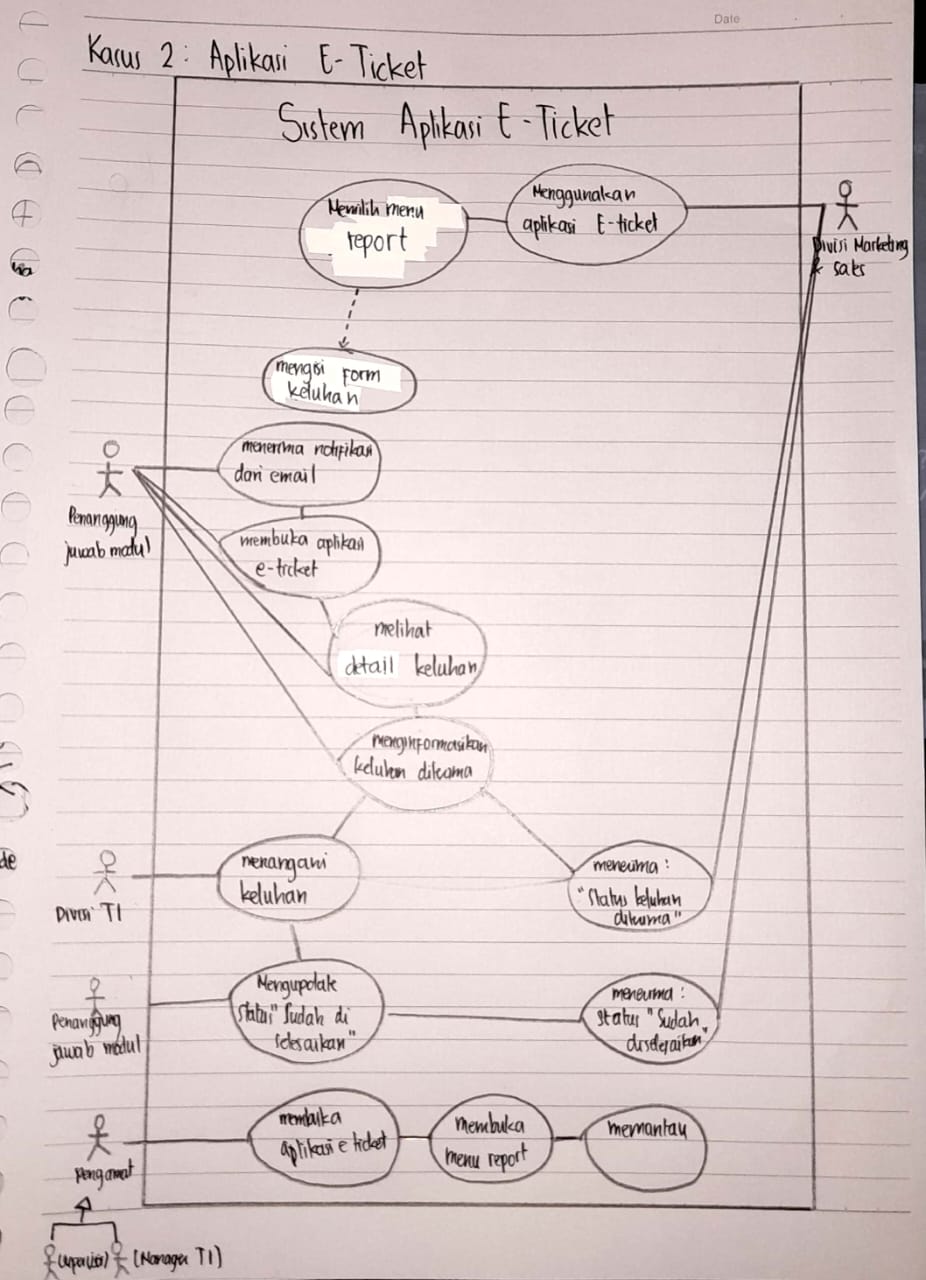 Date
Kasus 2 : Aplikasi E-Ticket
Sistem Aplikasi E-Ticket
Memilih menu
report
Menggunakan
aplikasi E-ticket
Divisi Marketing
& sales
mengisi form
keluhan
menerima notifikasi
dari email
Penanggung
jawab modul
membuka aplikasi
e-ticket
melihat
detail keluhan
menginformasikan
keluhan diterima
menangani
keluhan
menerima :
"Status keluhan
diterima"
Divisi TI
Mengupdate
Status "Sudah di
selesaikan"
menerima :
Status "Sudah
diselesaikan"
Penanggung
jawab modul
membuka
aplikasi e ticket
membuka
menu report
memantau
Pengamat
(Supervisi) (Manager TI)